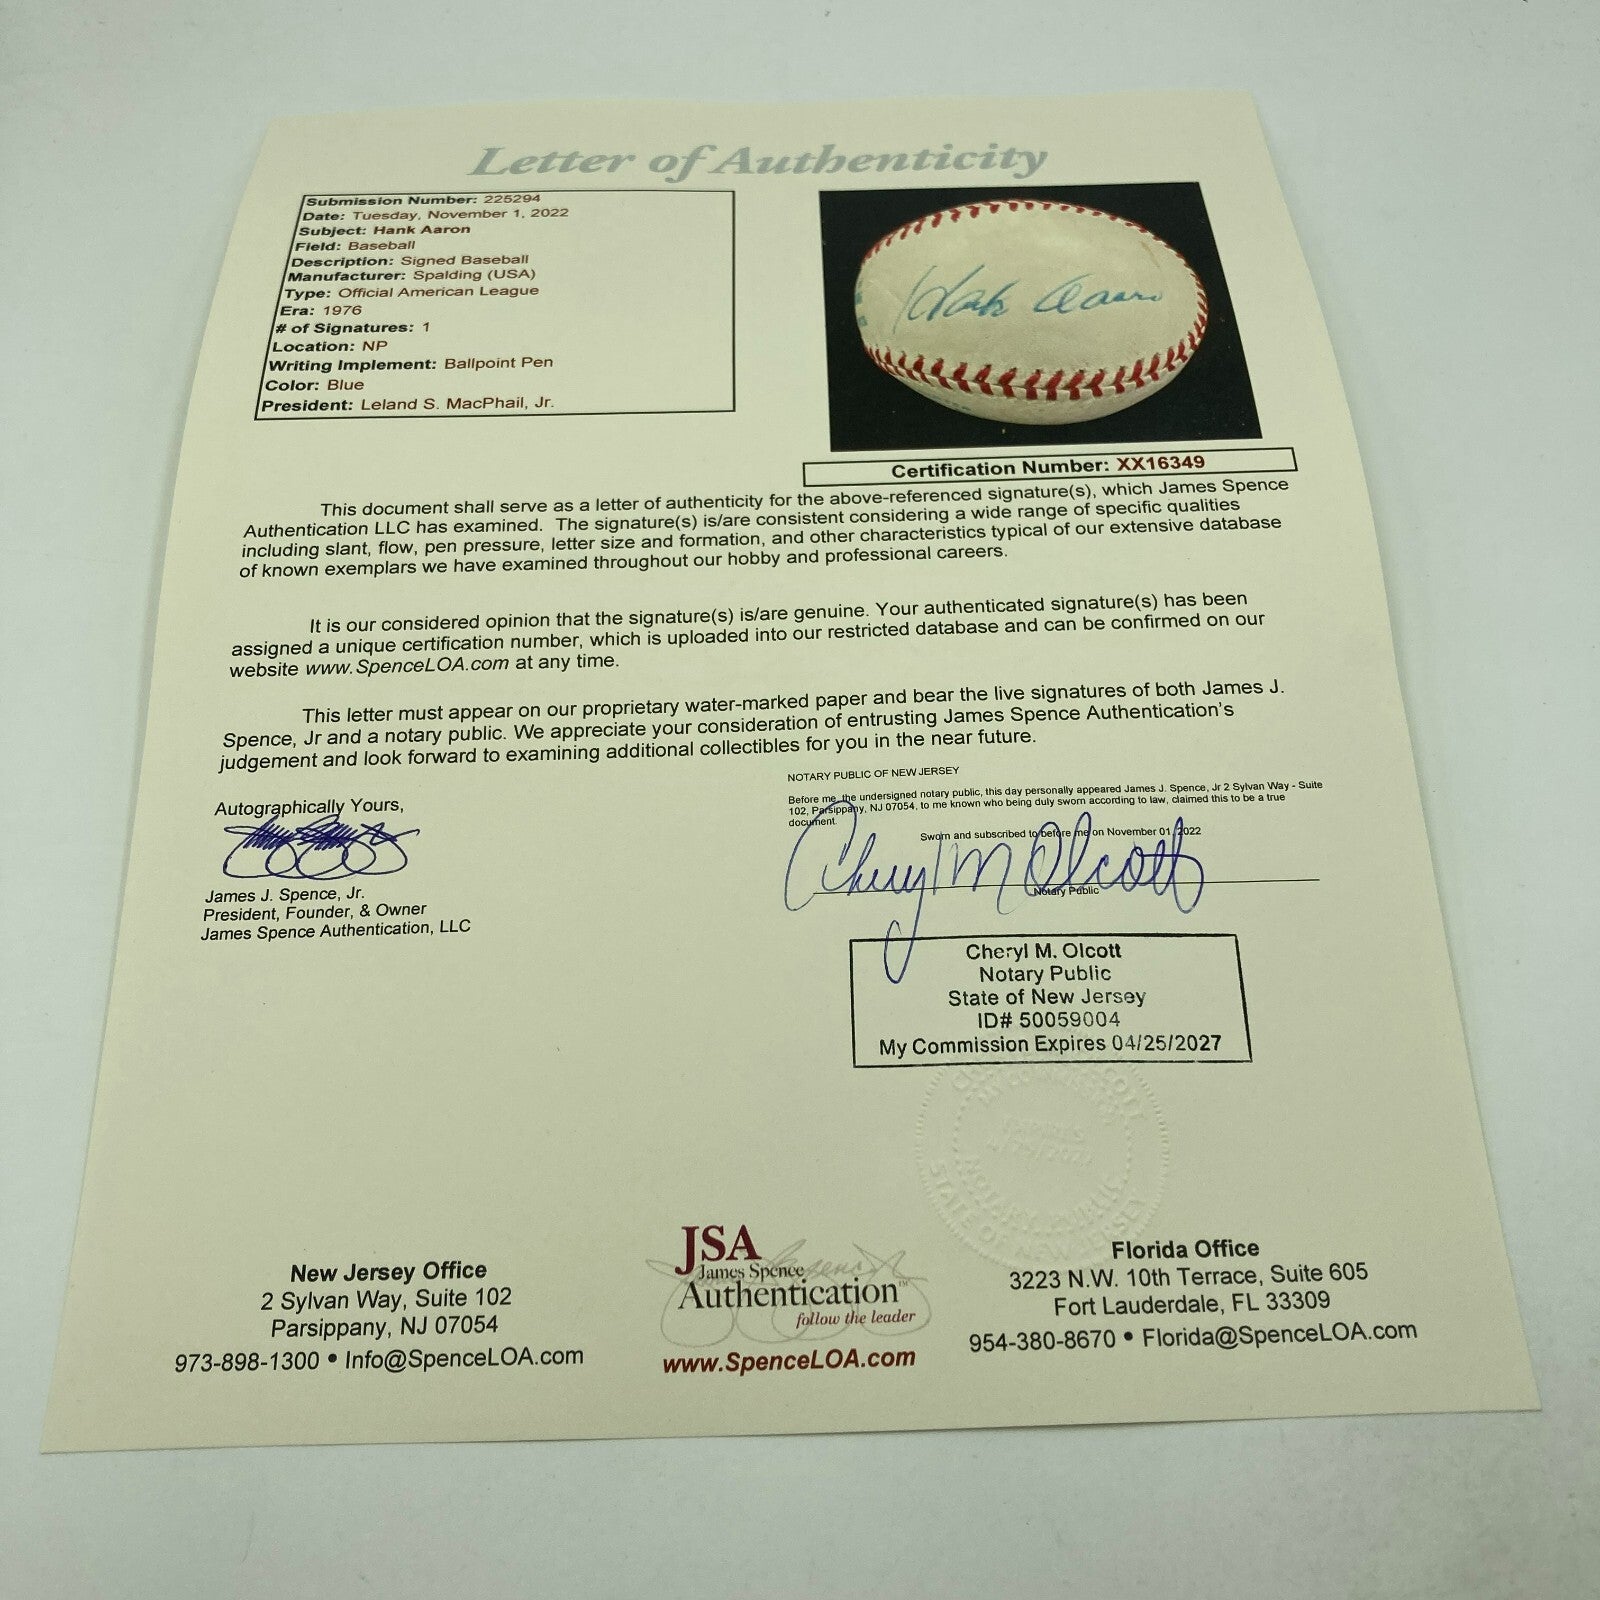 Letter of Authenticity
Submission Number: 225294
Date: Tuesday, November 1, 2022
Subject: Hank Aaron
Field: Baseball
Description: Signed Baseball
Manufacturer: Spalding (USA)
Type: Official American League
Era: 1976
# of Signatures: 1
Location: NP
Writing Implement: Ballpoint Pen
Color: Blue
President: Leland S. MacPhail, Jr.
Hank Aaron
Certification Number: XX16349
This document shall serve as a letter of authenticity for the above-referenced signature(s), which James Spence
Authentication LLC has examined. The signature(s) is/are consistent considering a wide range of specific qualities
including slant, flow, pen pressure, letter size and formation, and other characteristics typical of our extensive database
of known exemplars we have examined throughout our hobby and professional careers.
It is our considered opinion that the signature(s) is/are genuine. Your authenticated signature(s) has been
assigned a unique certification number, which is uploaded into our restricted database and can be confirmed on our
website www.SpenceLOA.com at any time.
This letter must appear on our proprietary water-marked paper and bear the live signatures of both James J.
Spence, Jr and a notary public. We appreciate your consideration of entrusting James Spence Authentication's
judgement and look forward to examining additional collectibles for you in the near future.
NOTARY PUBLIC OF NEW JERSEY
Before me, the undersigned notary public, this day personally appeared James J. Spence, Jr 2 Sylvan Way - Suite
102, Parsippany, NJ 07054, to me known who being duly sworn according to law, claimed this to be a true
document.
Sworn and subscribed to before me on November 01, 2022
Cheryl M Olcott
Notary Public
Autographically Yours,
James J. Spence, Jr.
President, Founder, & Owner
James Spence Authentication, LLC
Cheryl M. Olcott
Notary Public
State of New Jersey
ID# 50059004
My Commission Expires 04/25/2027
NOTARY PUBLIC
STATE OF NEW JERSEY
New Jersey Office
2 Sylvan Way, Suite 102
Parsippany, NJ 07054
973-898-1300 • Info@SpenceLOA.com
JSA
James Spence
Authentication™
follow the leader
www.SpenceLOA.com
Florida Office
3223 N.W. 10th Terrace, Suite 605
Fort Lauderdale, FL 33309
954-380-8670 • Florida@SpenceLOA.com